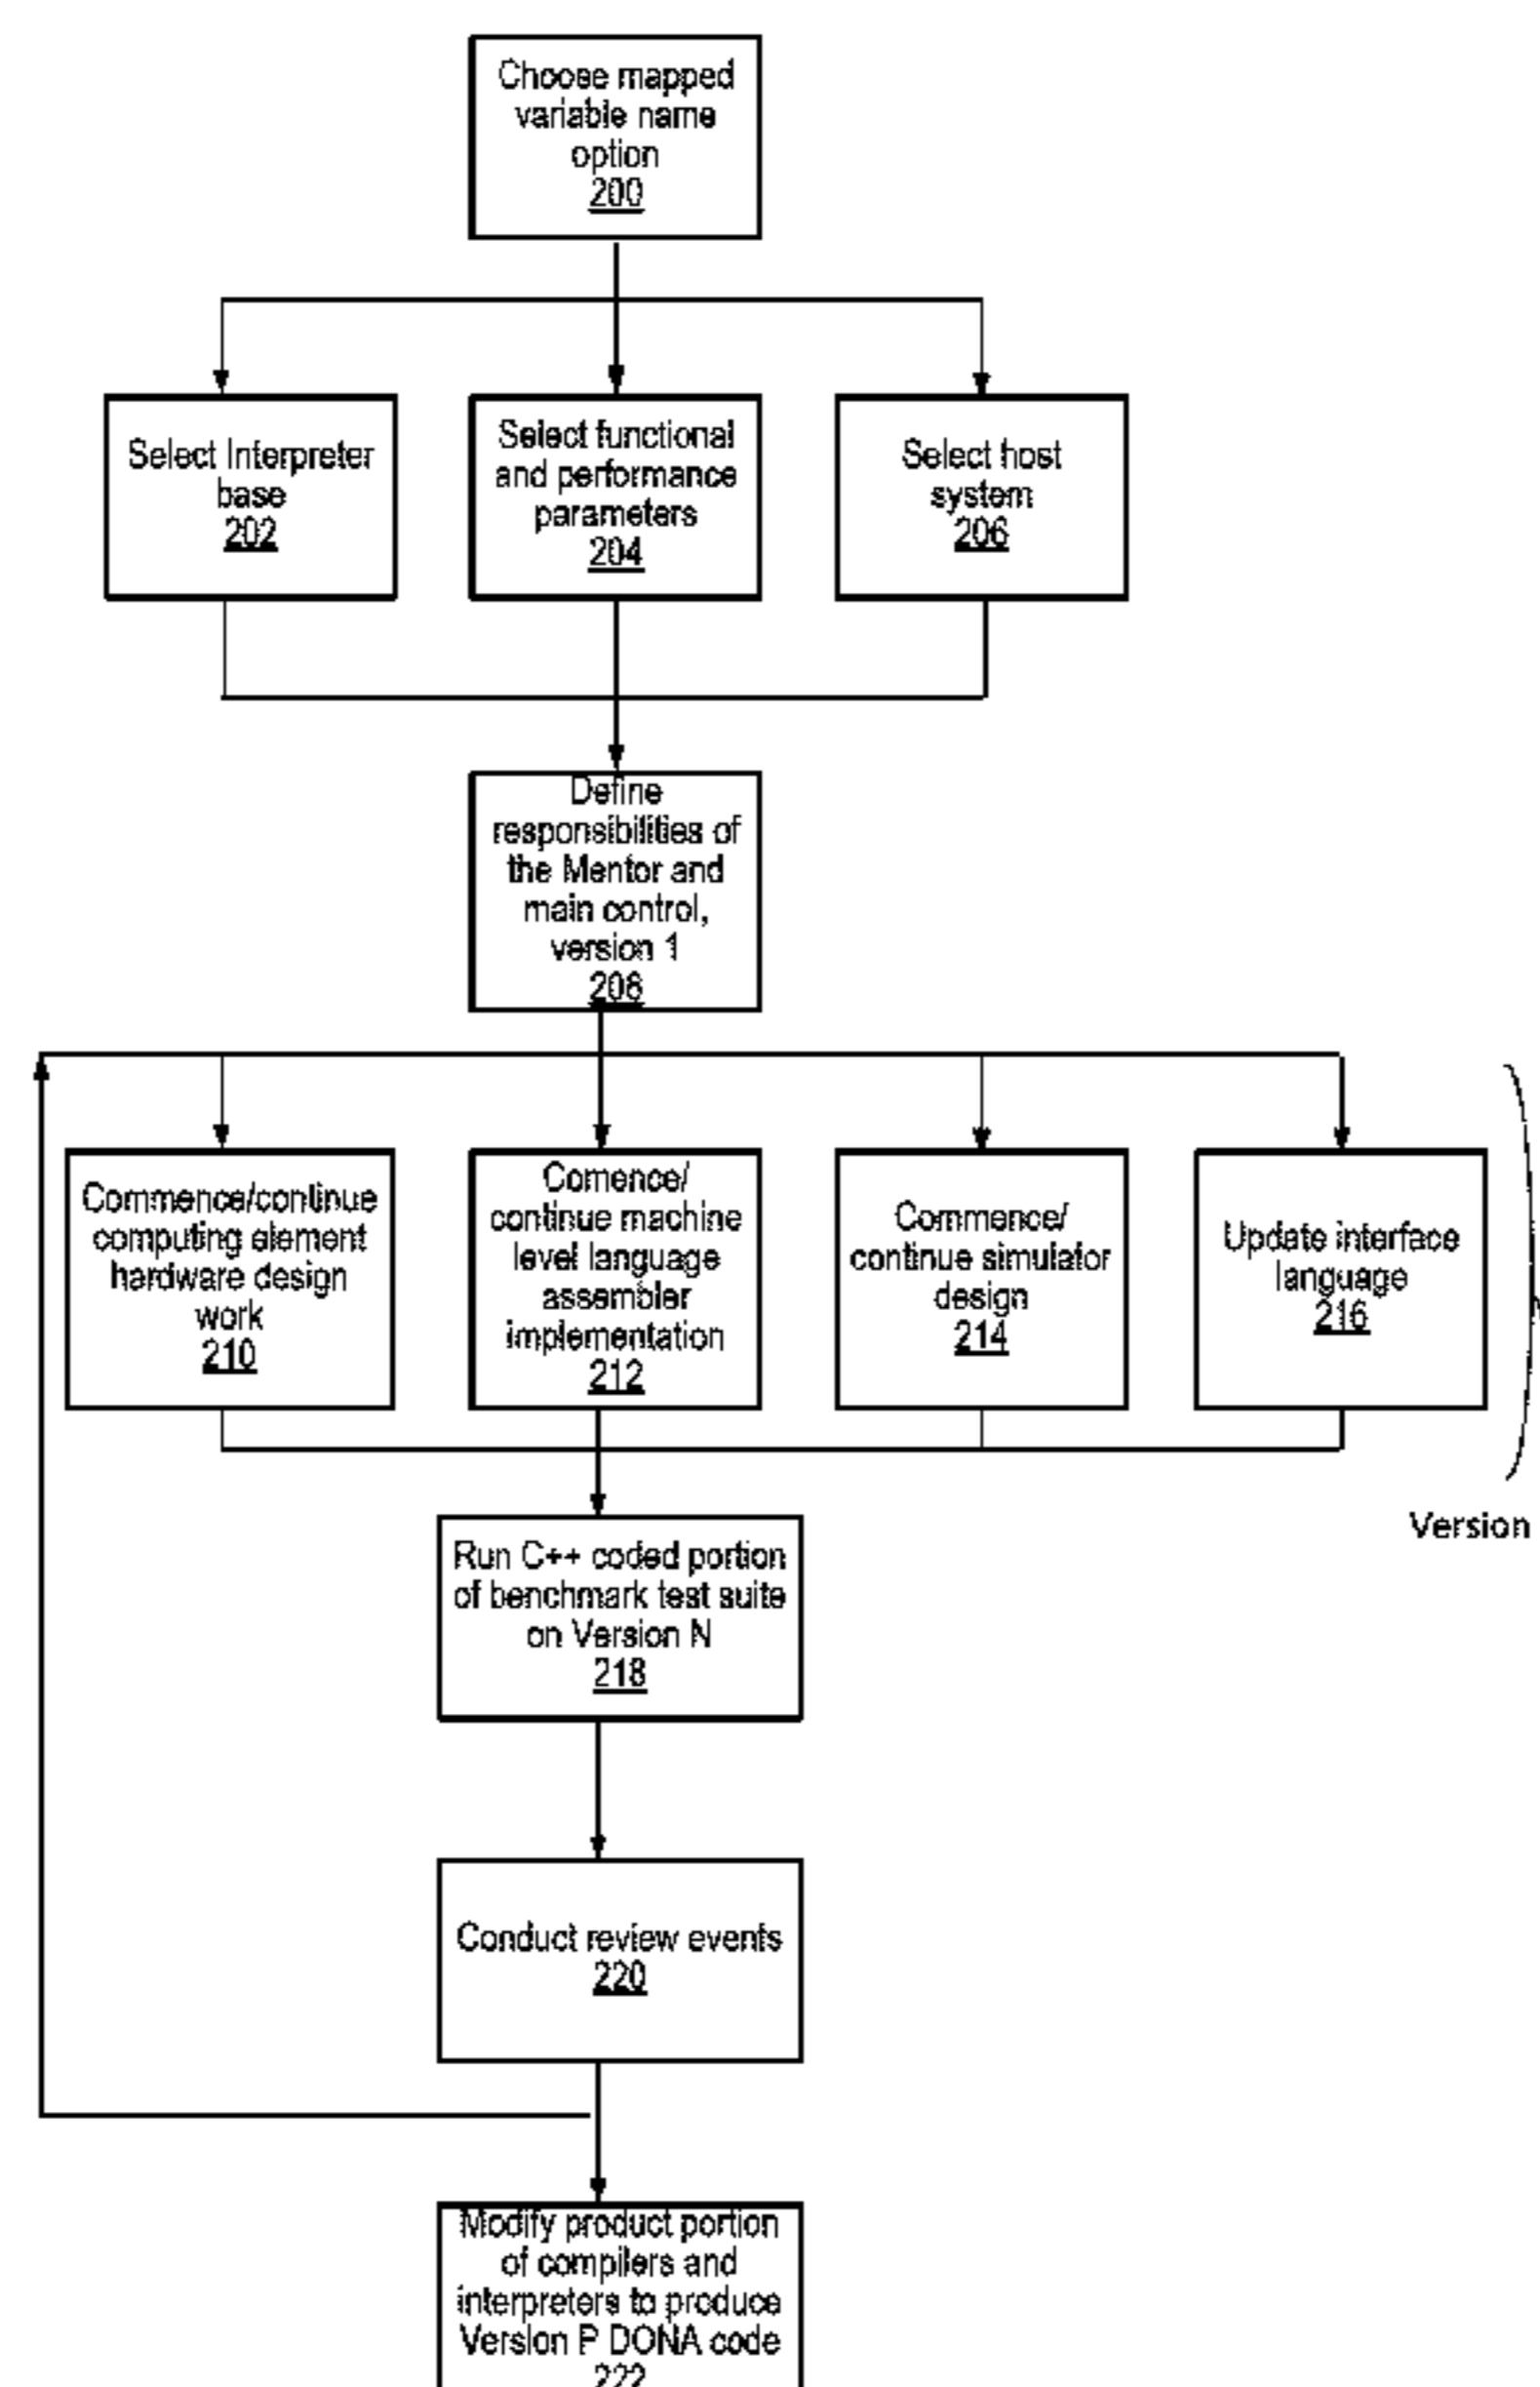 Choose mapped
variable name
option
200
Select Interpreter
base
202
Select functional
and performance
parameters
204
Select host
system
206
Define
responsibilities of
the Mentor and
main control,
version 1
208
Commence/continue
computing element
hardware design
work
210
Comence/
continue machine
level language
assembler
implementation
212
Commence/
continue simulator
design
214
Update interface
language
216
Version
Run C++ coded portion
of benchmark test suite
on Version N
218
Conduct review events
220
Modify product portion
of compilers and
interpreters to produce
Version P DONA code
222